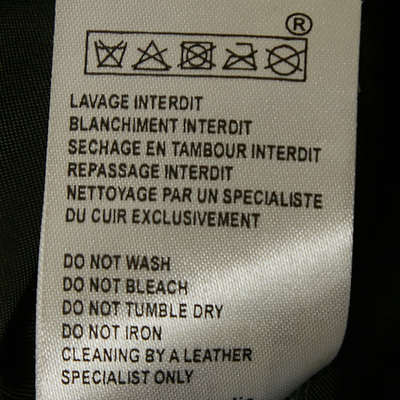 ®
LAVAGE INTERDIT
BLANCHIMENT INTERDIT
SECHAGE EN TAMBOUR INTERDIT
REPASSAGE INTERDIT
NETTOYAGE PAR UN SPECIALISTE
DU CUIR EXCLUSIVEMENT
DO NOT WASH
DO NOT BLEACH
DO NOT TUMBLE DRY
DO NOT IRON
CLEANING BY A LEATHER
SPECIALIST ONLY